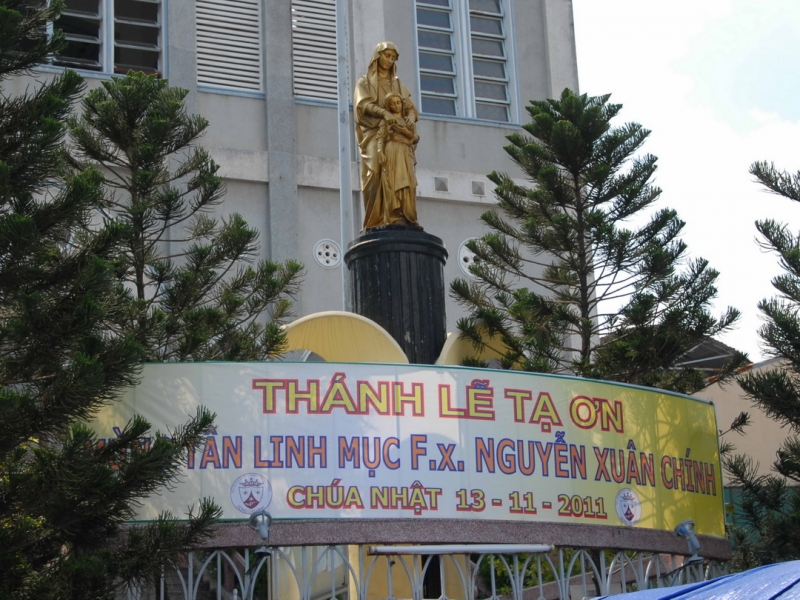 THÁNH LỄ TẠ ƠN
TÂN LINH MỤC F.x. NGUYỄN XUÂN CHÍNH
CHÚA NHẬT 13 - 11 - 2011